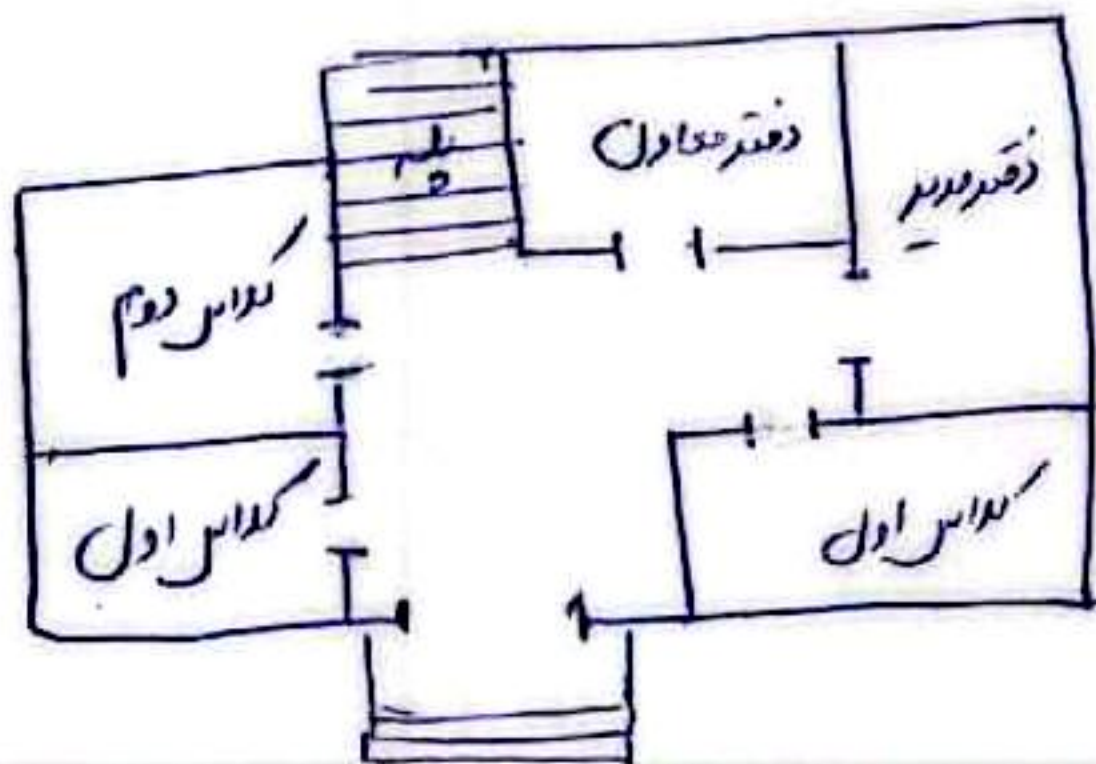 پله
دفتر معاون
دفتر مدیر
کلاس دوم
کلاس اول
کلاس اول